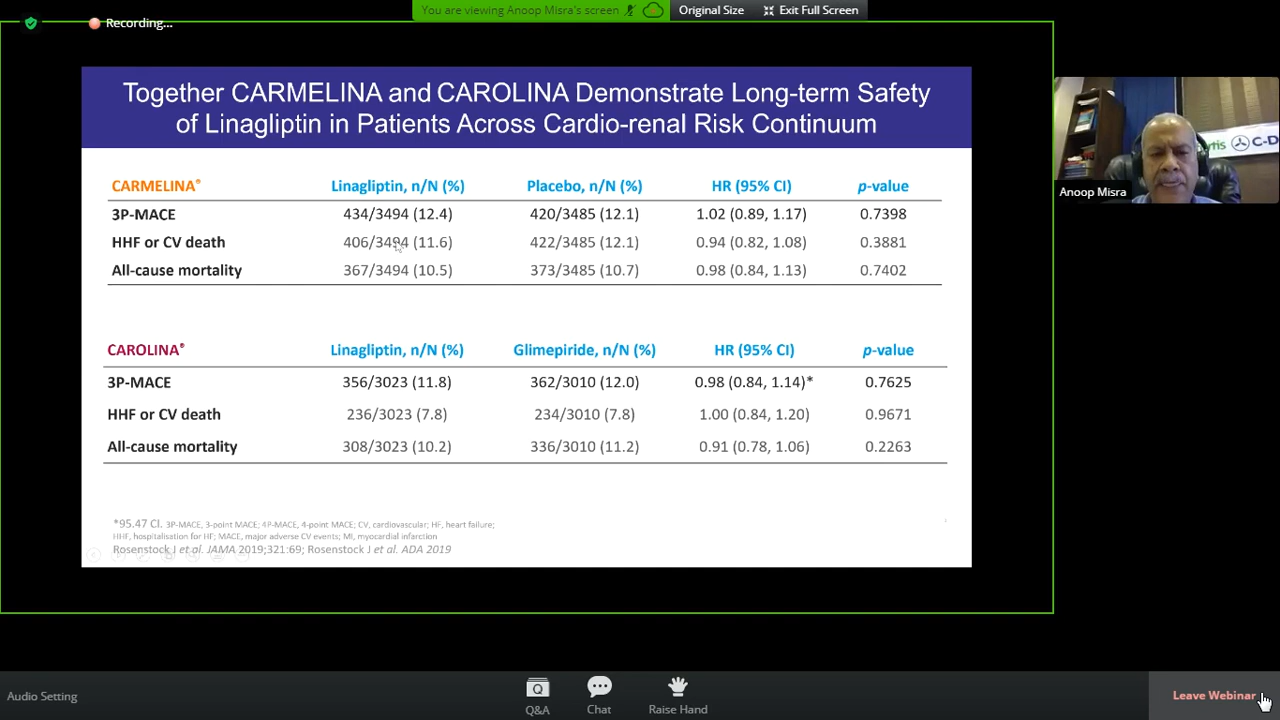 You are viewing Anoop Misra's screen
Original Size
Exit Full Screen
Recording...
Together CARMELINA and CAROLINA Demonstrate Long-term Safety
of Linagliptin in Patients Across Cardio-renal Risk Continuum
CARMELINA® Linagliptin, n/N (%) Placebo, n/N (%) HR (95% CI) p-value
3P-MACE 434/3494 (12.4) 420/3485 (12.1) 1.02 (0.89, 1.17) 0.7398
HHF or CV death 406/3494 (11.6) 422/3485 (12.1) 0.94 (0.82, 1.08) 0.3881
All-cause mortality 367/3494 (10.5) 373/3485 (10.7) 0.98 (0.84, 1.13) 0.7402
CAROLINA® Linagliptin, n/N (%) Glimepiride, n/N (%) HR (95% CI) p-value
3P-MACE 356/3023 (11.8) 362/3010 (12.0) 0.98 (0.84, 1.14)* 0.7625
HHF or CV death 236/3023 (7.8) 234/3010 (7.8) 1.00 (0.84, 1.20) 0.9671
All-cause mortality 308/3023 (10.2) 336/3010 (11.2) 0.91 (0.78, 1.06) 0.2263
*95.47 CI. 3P-MACE, 3-point MACE; 4P-MACE, 4-point MACE; CV, cardiovascular; HF, heart failure;
HHF, hospitalisation for HF; MACE, major adverse CV events; MI, myocardial infarction
Rosenstock J et al. JAMA 2019;321:69; Rosenstock J et al. ADA 2019
Anoop Misra
Audio Setting
Q&A
Chat
Raise Hand
Leave Webinar